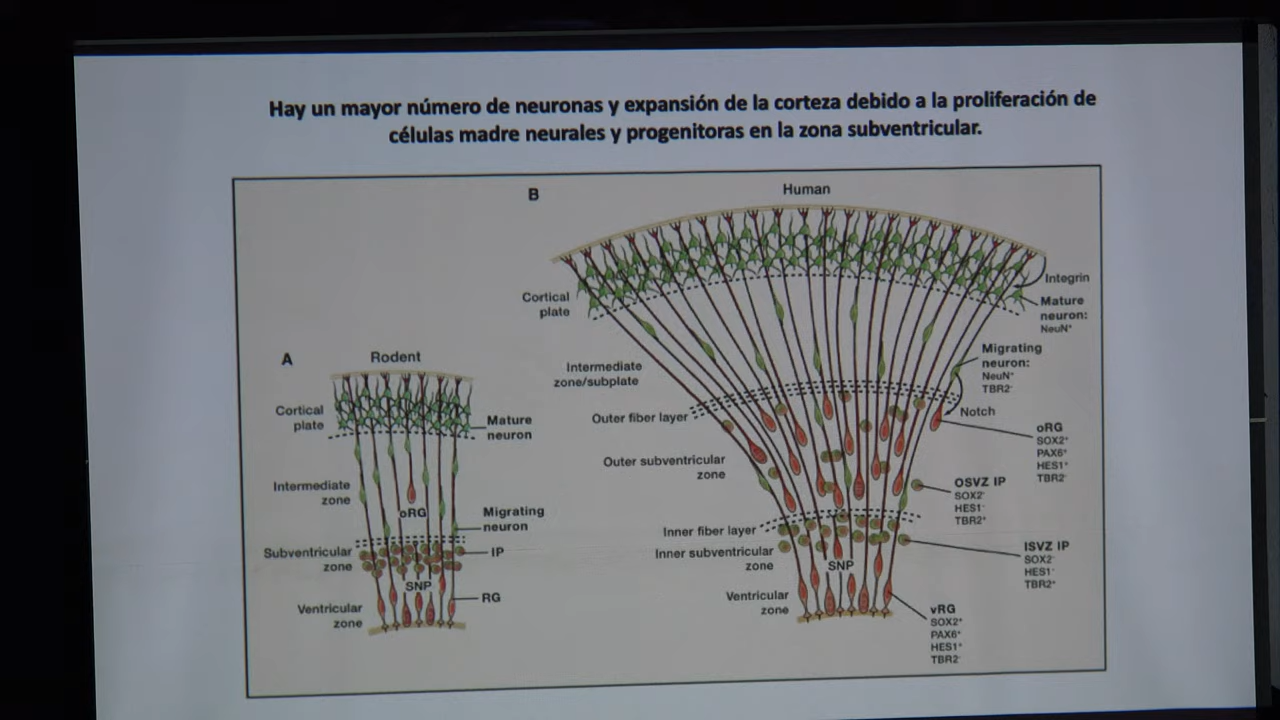 Hay un mayor número de neuronas y expansión de la corteza debido a la proliferación de
células madre neurales y progenitoras en la zona subventricular.
A
Rodent
Cortical
plate
Mature
neuron
Intermediate
zone
oRG
Migrating
neuron
Subventricular
zone
IP
SNP
RG
Ventricular
zone
B
Human
Cortical
plate
Integrin
Mature
neuron:
NeuN⁺
Intermediate
zone/subplate
Migrating
neuron:
NeuN⁺
TBR2⁻
Outer fiber layer
Notch
oRG
SOX2⁺
PAX6⁺
HES1⁺
TBR2⁻
Outer subventricular
zone
OSVZ IP
SOX2⁻
HES1⁻
TBR2⁺
Inner fiber layer
Inner subventricular
zone
ISVZ IP
SOX2⁻
HES1⁻
TBR2⁺
SNP
Ventricular
zone
vRG
SOX2⁺
PAX6⁺
HES1⁺
TBR2⁻